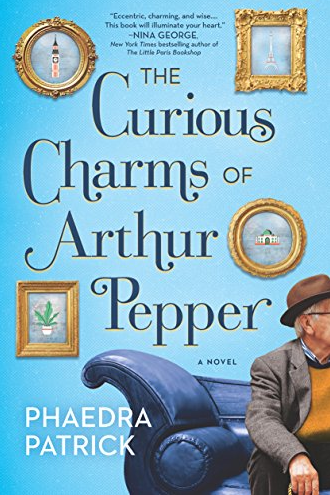 "Eccentric, charming, and wise....
This book will illuminate your heart."
—NINA GEORGE,
New York Times bestselling author of
The Little Paris Bookshop
THE
Curious
Charms OF
Arthur
Pepper
A NOVEL
PHAEDRA
PATRICK